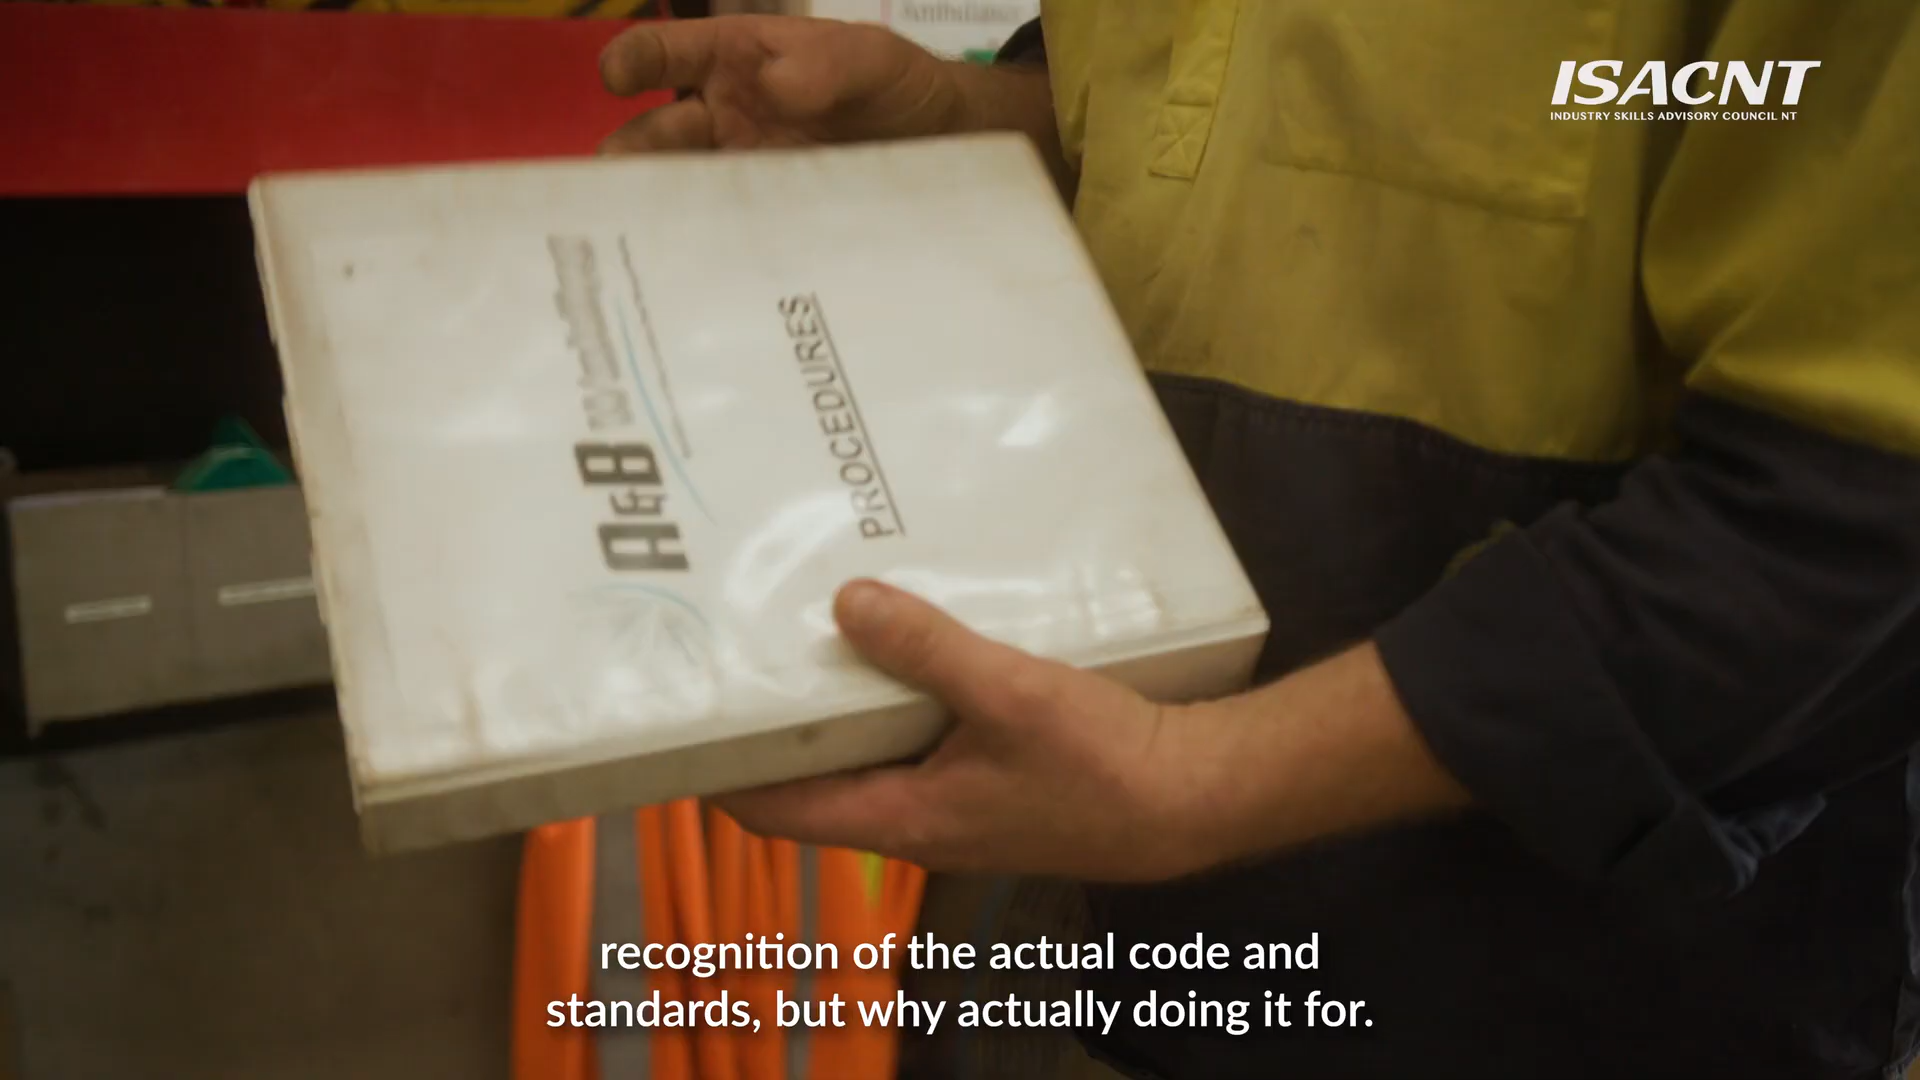 Ambulance
ISACNT
INDUSTRY SKILLS ADVISORY COUNCIL NT
A&B
PROCEDURES
recognition of the actual code and
standards, but why actually doing it for.